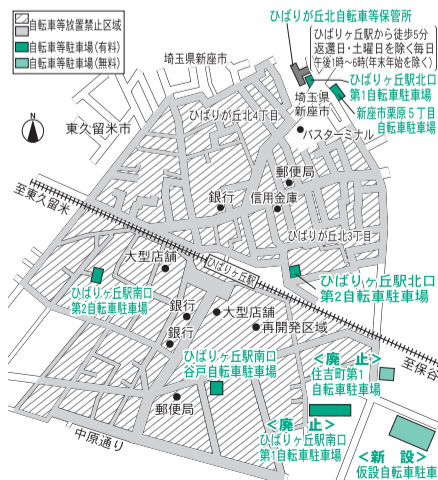 自転車等放置禁止区域
自転車等駐車場(有料)
自転車等駐車場(無料)
ひばりが丘北自転車等保管所
ひばりヶ丘駅から徒歩5分
返還日・土曜日を除く毎日
午後1時〜6時(年末年始を除く)
埼玉県新座市
ひばりヶ丘駅北口
第1自転車駐車場
埼玉県
新座市
新座市栗原5丁目
自転車駐車場
ひばりが丘北4丁目
東久留米市
バスターミナル
郵便局
至東久留米
銀行
信用金庫
ひばりが丘北3丁目
大型店舗
ひばりヶ丘駅
ひばりヶ丘駅北口
第2自転車駐車場
ひばりヶ丘駅南口
第2自転車駐車場
銀行
大型店舗
再開発区域
銀行
至保谷
ひばりヶ丘駅南口
谷戸自転車駐車場
<廃止>
住吉町第1
自転車駐車場
郵便局
<廃止>
ひばりヶ丘駅南口
第1自転車駐車場
中原通り
<新設>
仮設自転車駐車